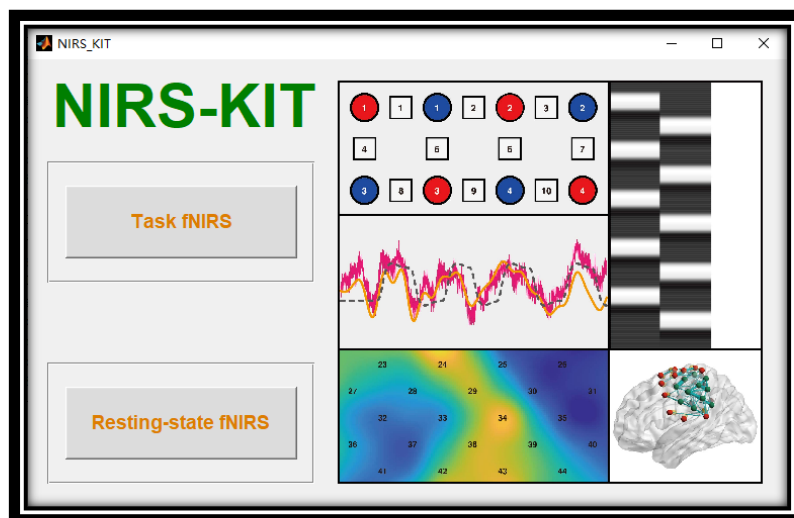 NIRS_KIT
NIRS-KIT
Task fNIRS
Resting-state fNIRS
1 1 1 2 2 3 2
4 6 6 7
3 8 3 9 4 10 4
23 24 25 26
27 28 29 30 31
32 33 34 35
36 37 38 39 40
41 42 43 44